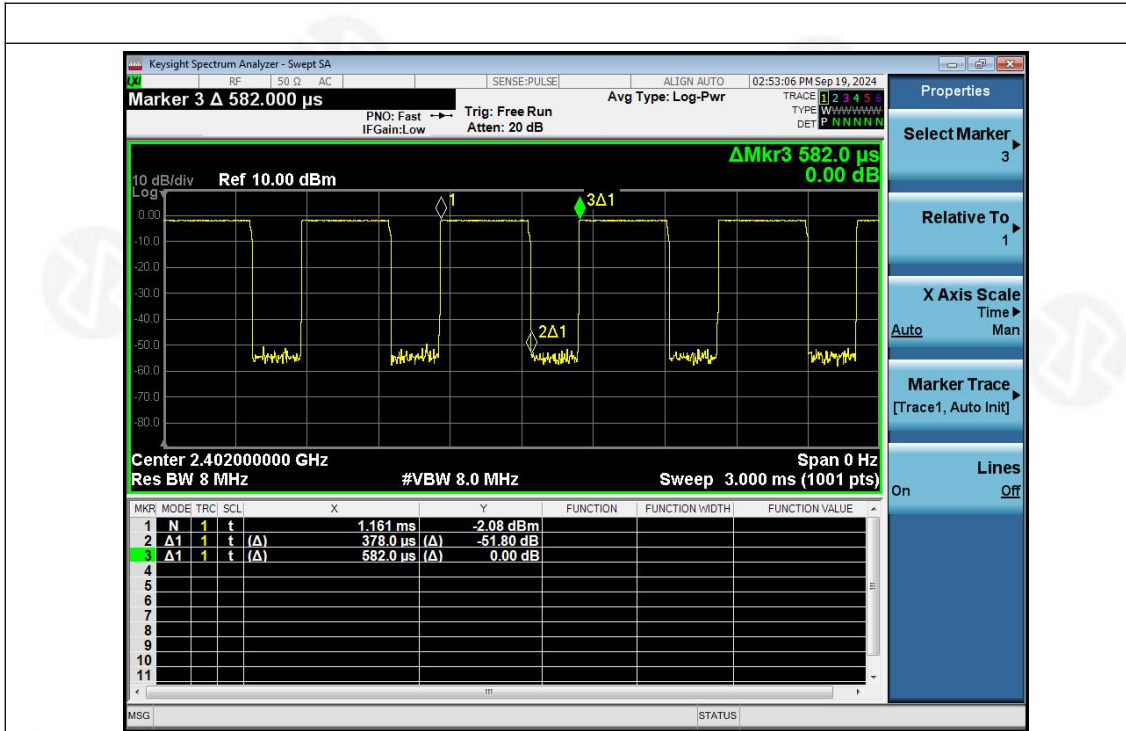 Keysight Spectrum Analyzer - Swept SA
LXI RF 50 Ω AC SENSE:PULSE ALIGN AUTO 02:53:06 PM Sep 19, 2024
Marker 3 Δ 582.000 µs
PNO: Fast
IFGain:Low
Trig: Free Run
Atten: 20 dB
Avg Type: Log-Pwr
TRACE 1 2 3 4 5 6
TYPE WWWWWW
DET P N N N N N
ΔMkr3 582.0 µs
0.00 dB
10 dB/div Ref 10.00 dBm
Log
1
3Δ1
2Δ1
0.00
-10.0
-20.0
-30.0
-40.0
-50.0
-60.0
-70.0
-80.0
Center 2.402000000 GHz Span 0 Hz
Res BW 8 MHz #VBW 8.0 MHz Sweep 3.000 ms (1001 pts)
MKR MODE TRC SCL X Y FUNCTION FUNCTION WIDTH FUNCTION VALUE
1 N 1 t 1.161 ms -2.08 dBm
2 Δ1 1 t (Δ) 378.0 µs (Δ) -51.80 dB
3 Δ1 1 t (Δ) 582.0 µs (Δ) 0.00 dB
4
5
6
7
8
9
10
11
MSG STATUS
Properties
Select Marker
3
Relative To
1
X Axis Scale
Time
Auto Man
Marker Trace
[Trace1, Auto Init]
Lines
On Off